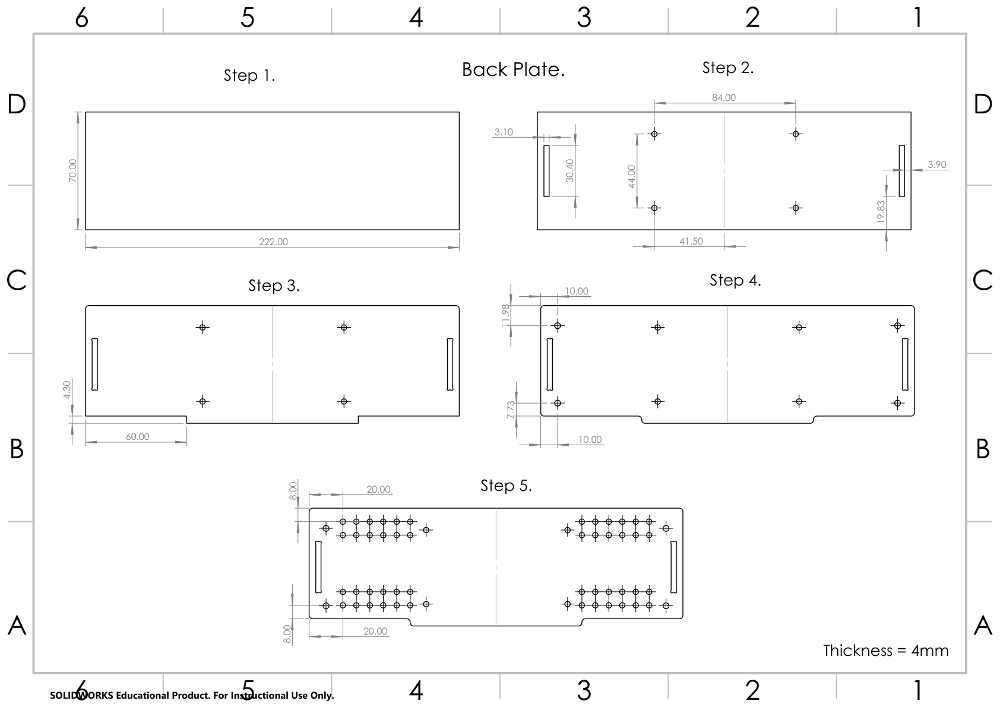 6 5 4 3 2 1
Back Plate.
Step 1.
Step 2.
D
D
84.00
3.10
70.00
30.40
44.00
3.90
19.83
222.00
41.50
C
C
Step 3.
Step 4.
10.00
11.98
4.30
7.73
60.00
10.00
B
B
Step 5.
8.00
20.00
8.00
20.00
A
A
Thickness = 4mm
6 5 4 3 2 1
SOLIDWORKS Educational Product. For Instructional Use Only.